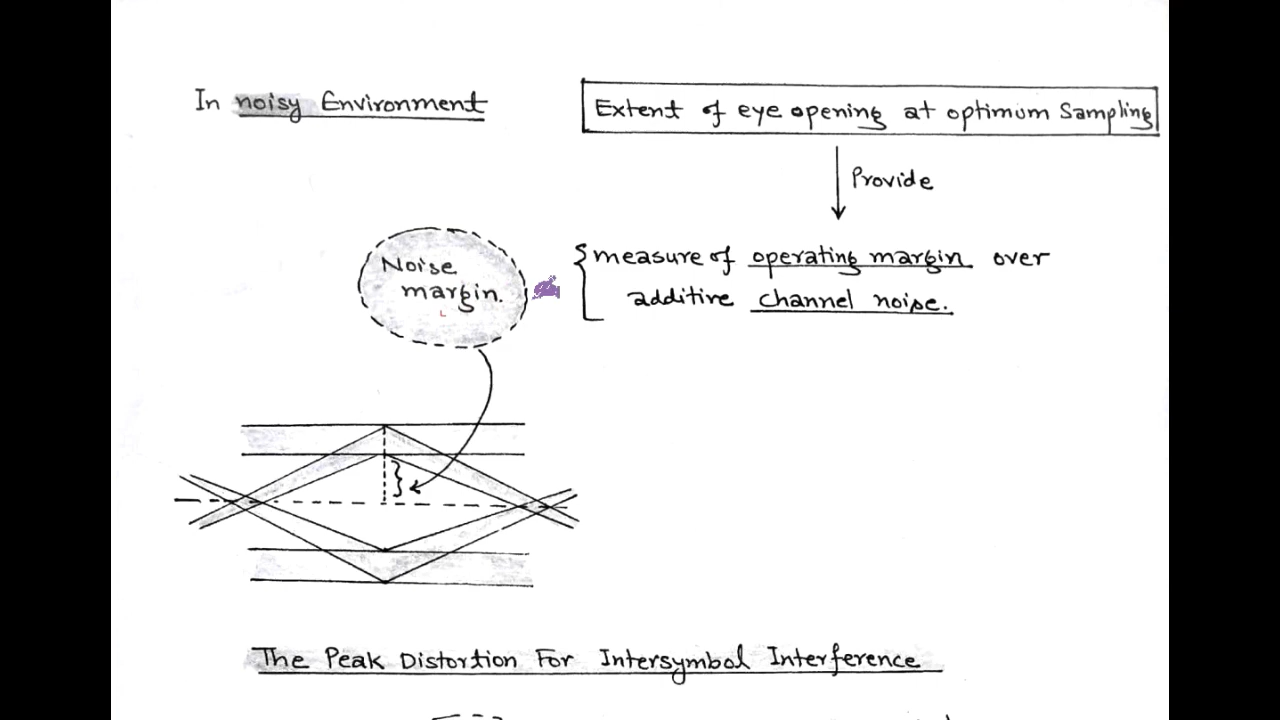 In noisy Environment
Extent of eye opening at optimum Sampling
Provide
Noise
margin.
measure of operating margin over
additive channel noise.
The Peak Distortion For Intersymbol Interference